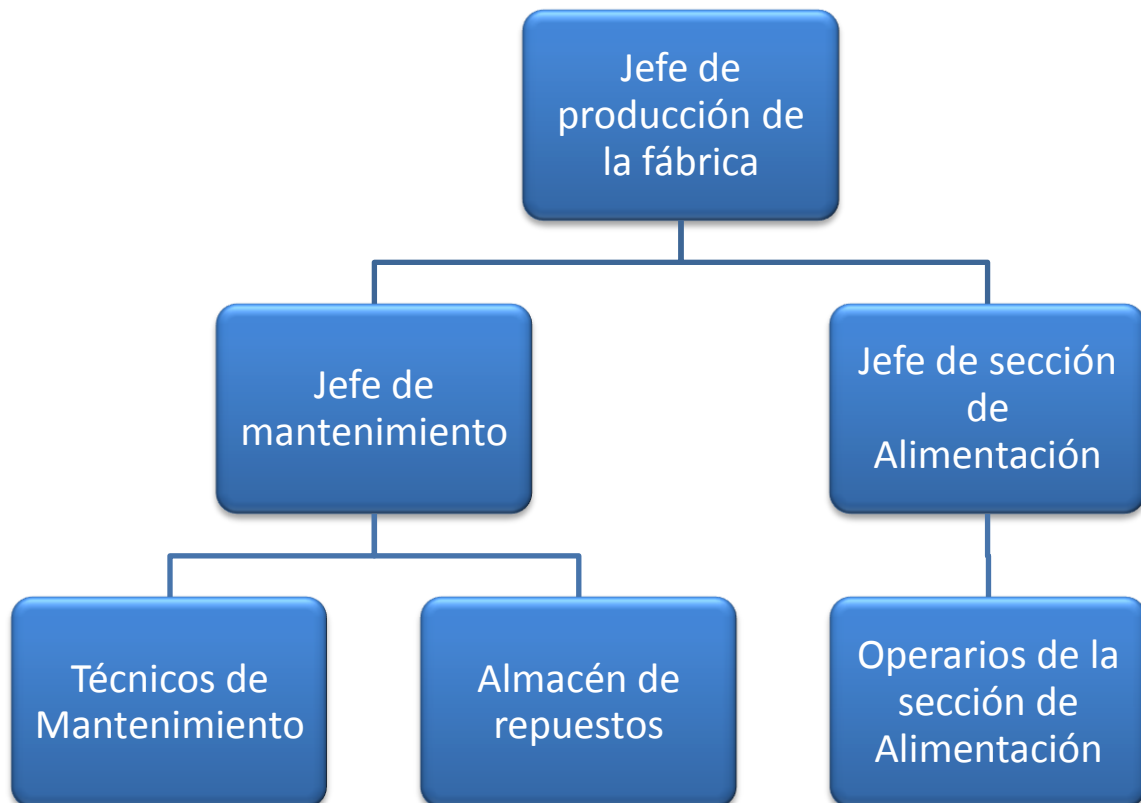 Jefe de
producción de
la fábrica
Jefe de
mantenimiento
Jefe de sección
de
Alimentación
Técnicos de
Mantenimiento
Almacén de
repuestos
Operarios de la
sección de
Alimentación